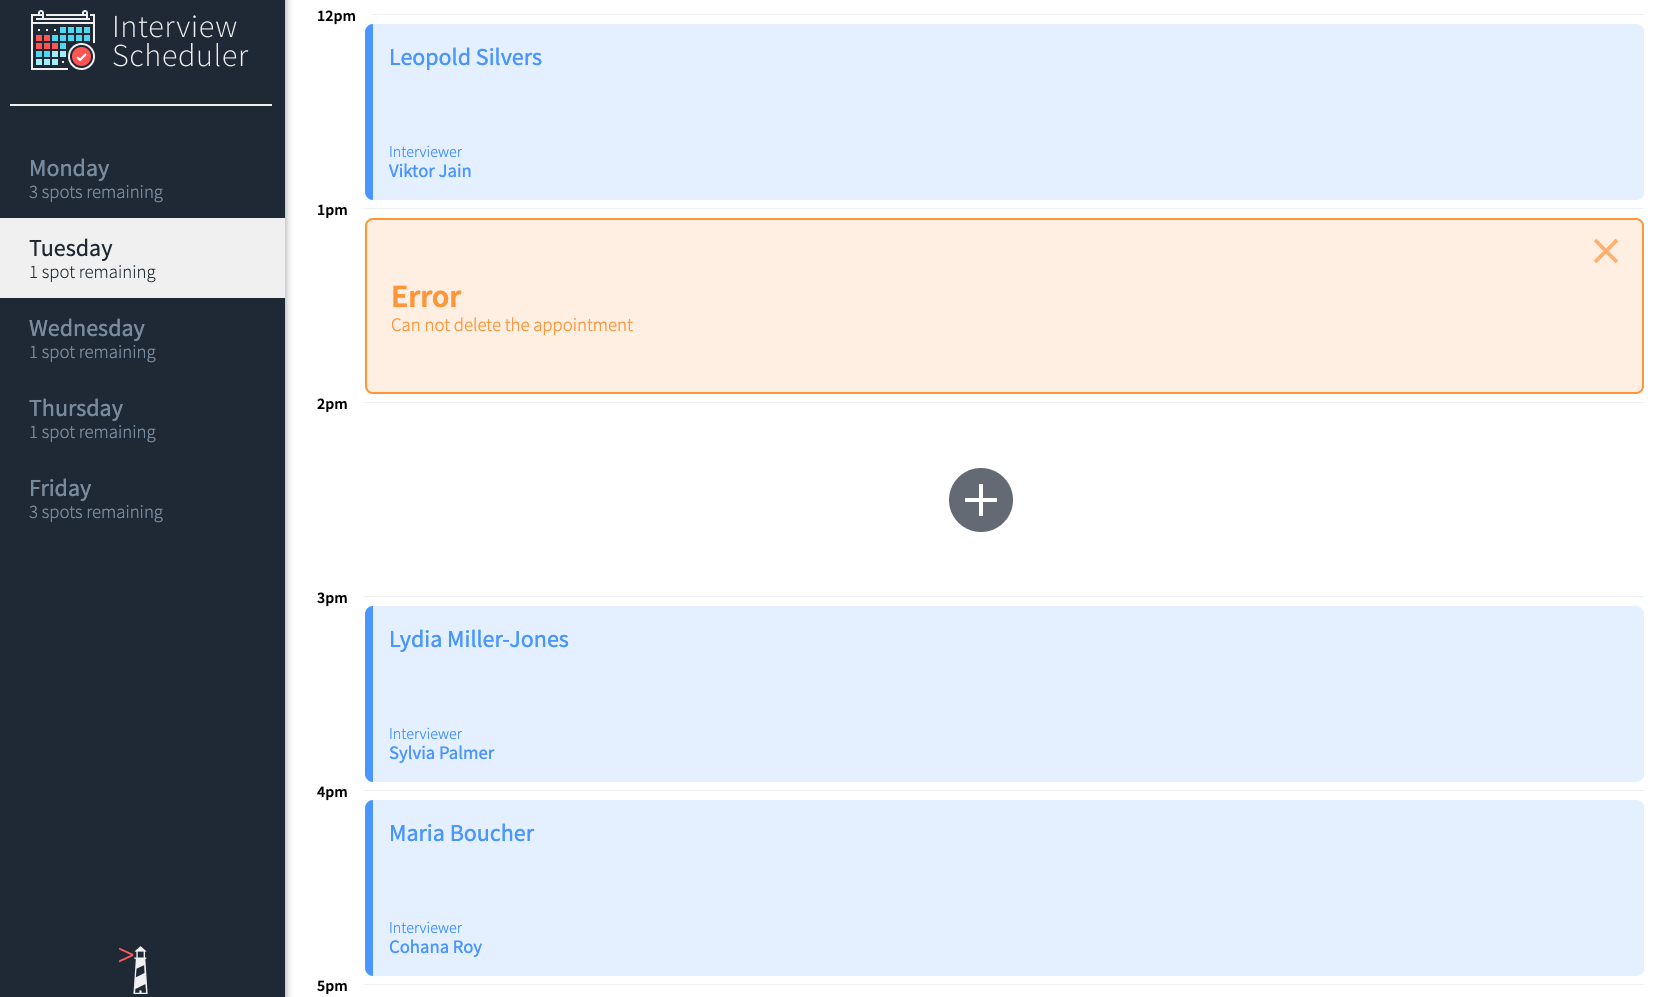 Interview
Scheduler
Monday
3 spots remaining
Tuesday
1 spot remaining
Wednesday
1 spot remaining
Thursday
1 spot remaining
Friday
3 spots remaining
12pm
Leopold Silvers
Interviewer
Viktor Jain
1pm
Error
Can not delete the appointment
2pm
3pm
Lydia Miller-Jones
Interviewer
Sylvia Palmer
4pm
Maria Boucher
Interviewer
Cohana Roy
5pm